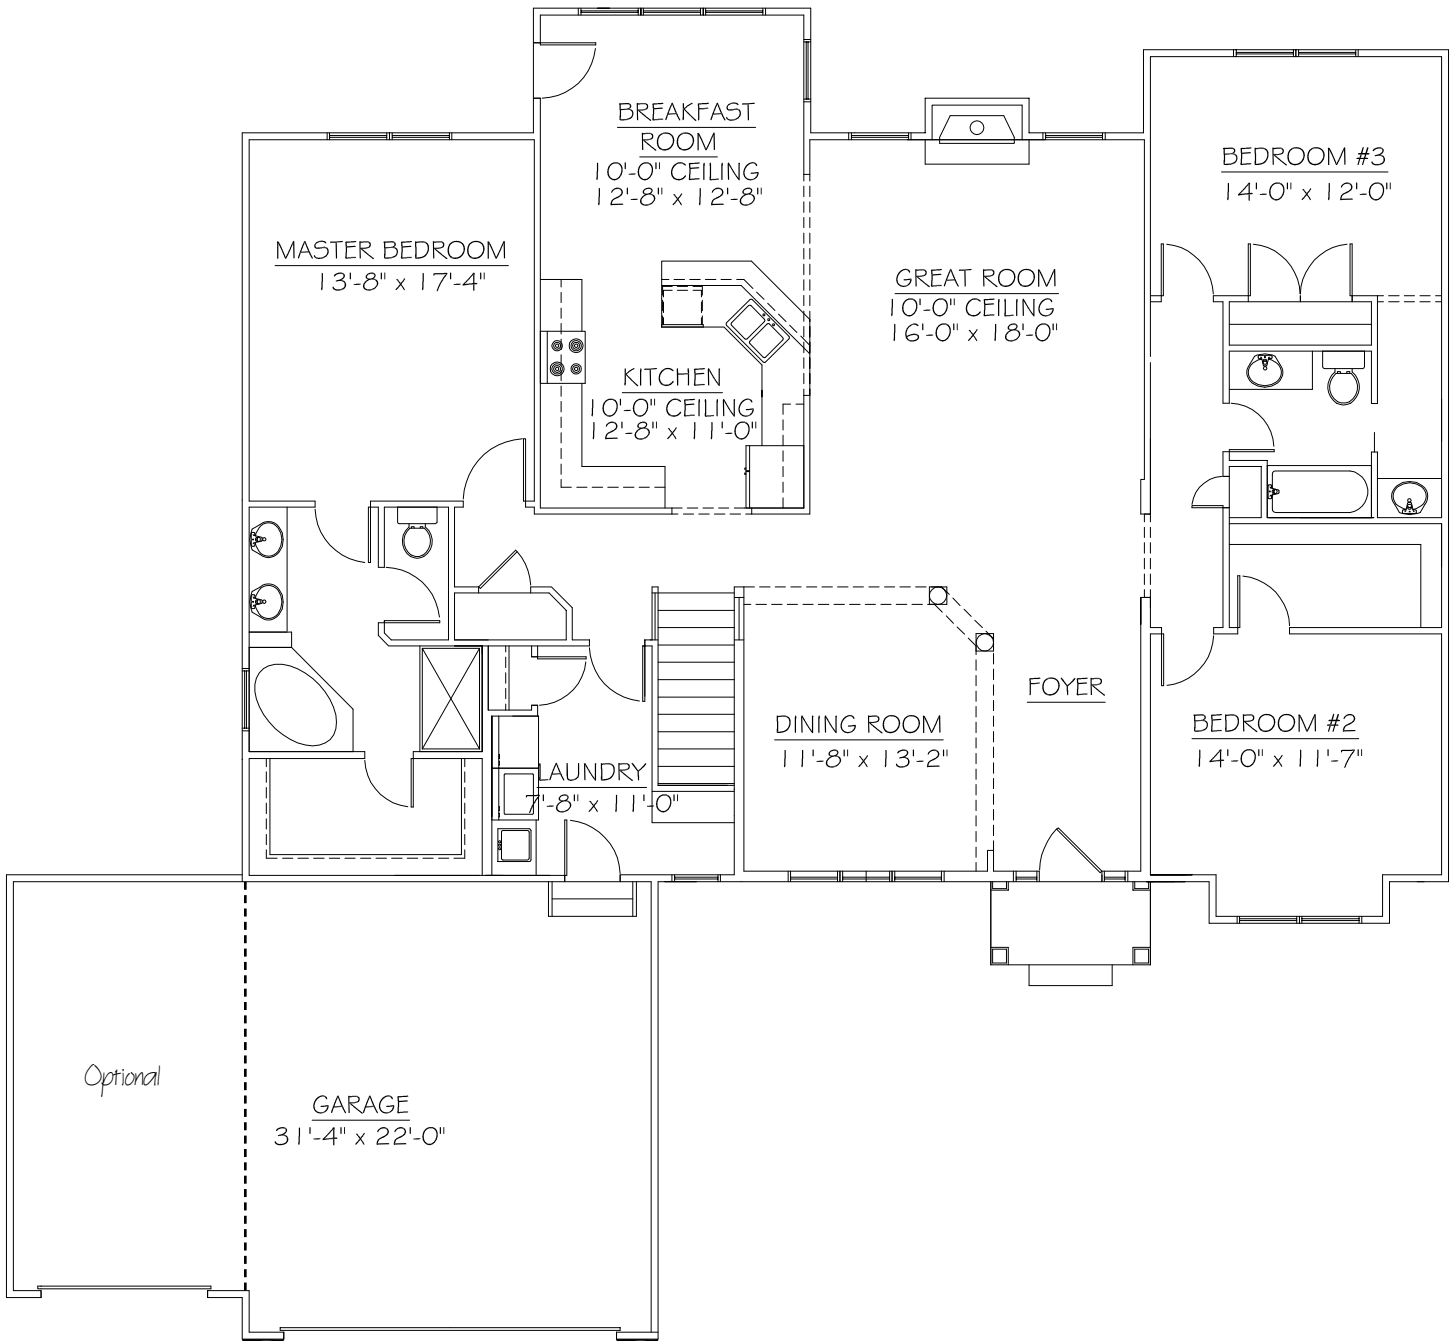 BREAKFAST
ROOM
10'-0" CEILING
12'-8" x 12'-8"
BEDROOM #3
14'-0" x 12'-0"
MASTER BEDROOM
13'-8" x 17'-4"
GREAT ROOM
10'-0" CEILING
16'-0" x 18'-0"
KITCHEN
10'-0" CEILING
12'-8" x 11'-0"
FOYER
DINING ROOM
11'-8" x 13'-2"
BEDROOM #2
14'-0" x 11'-7"
LAUNDRY
7'-8" x 11'-0"
Optional
GARAGE
31'-4" x 22'-0"